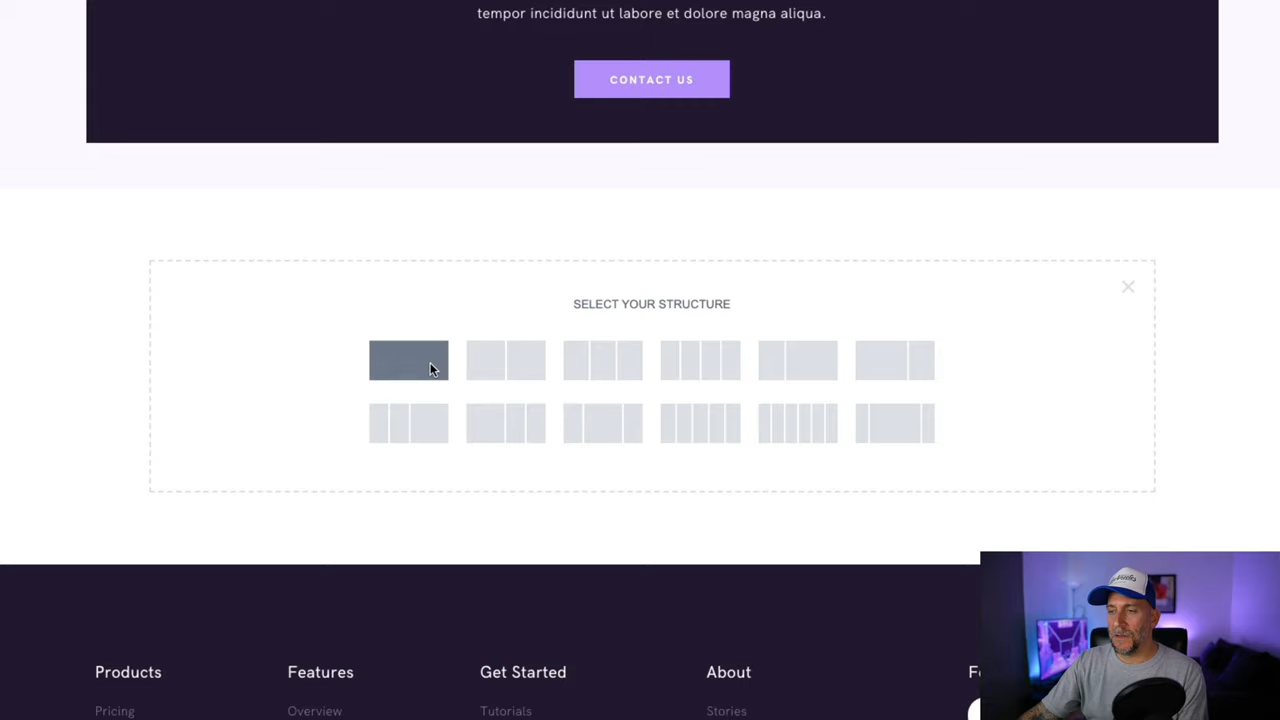 tempor incididunt ut labore et dolore magna aliqua.
CONTACT US
SELECT YOUR STRUCTURE
Products
Features
Get Started
About
Pricing
Overview
Tutorials
Stories